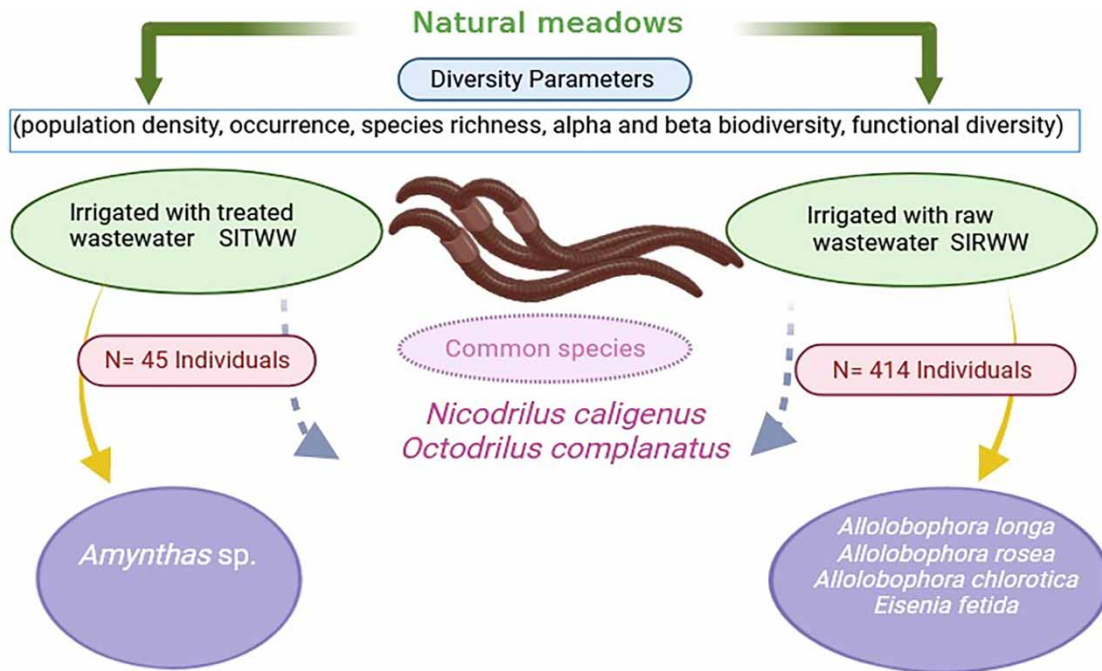 Natural meadows
Diversity Parameters
(population density, occurrence, species richness, alpha and beta biodiversity, functional diversity)
Irrigated with treated
wastewater SITWW
Irrigated with raw
wastewater SIRWW
N= 45 Individuals
Common species
N= 414 Individuals
Nicodrilus caligenus
Octodrilus complanatus
Amynthas sp.
Allolobophora longa
Allolobophora rosea
Allolobophora chlorotica
Eisenia fetida